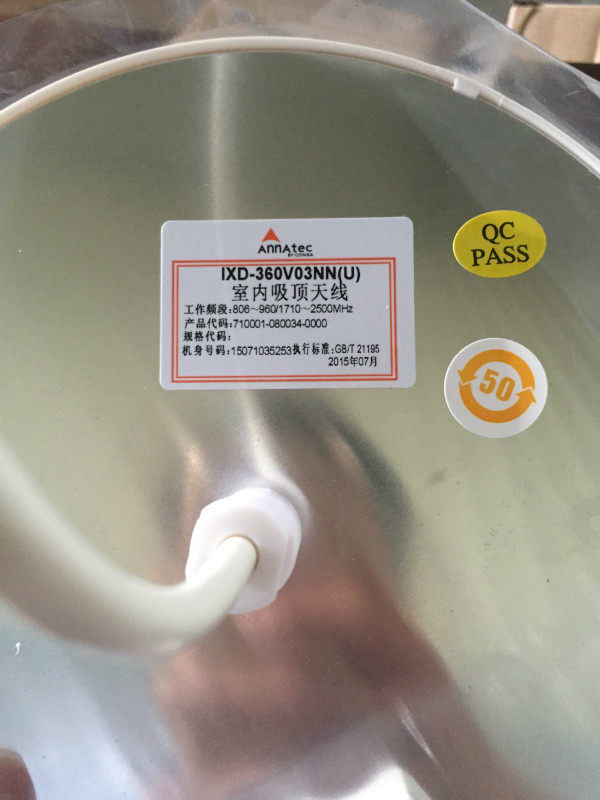 ANNAtec
BY COMBA
IXD-360V03NN(U)
室内吸顶天线
工作频段:806~960/1710~2500MHz
产品代码:710001-080034-0000
规格代码:
机身号码:15071035253执行标准:GB/T 21195
2015年07月
QC
PASS
50